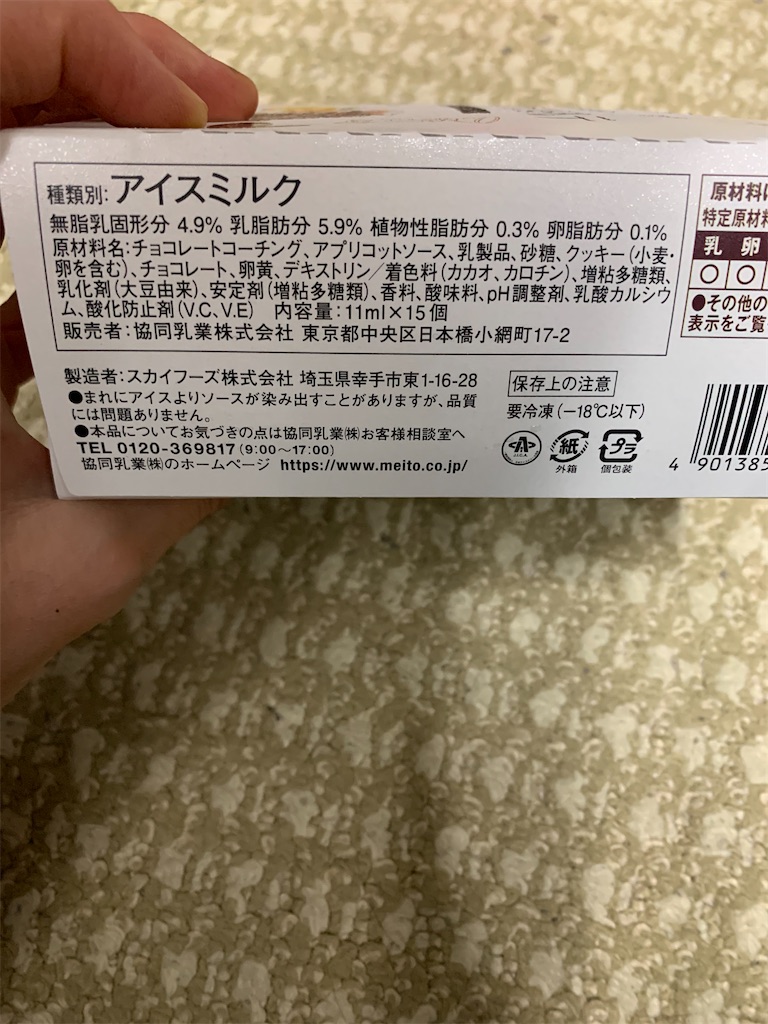 種類別:アイスミルク
無脂乳固形分 4.9% 乳脂肪分 5.9% 植物性脂肪分 0.3% 卵脂肪分 0.1%
原材料名:チョコレートコーチング、アプリコットソース、乳製品、砂糖、クッキー(小麦・
卵を含む)、チョコレート、卵黄、デキストリン/着色料(カカオ、カロチン)、増粘多糖類、
乳化剤(大豆由来)、安定剤(増粘多糖類)、香料、酸味料、pH調整剤、乳酸カルシウ
ム、酸化防止剤(V.C、V.E) 内容量:11ml×15個
販売者:協同乳業株式会社 東京都中央区日本橋小網町17-2
製造者:スカイフーズ株式会社 埼玉県幸手市東1-16-28
●まれにアイスよりソースが染み出すことがありますが、品質
には問題ありません。
●本品についてお気づきの点は協同乳業㈱お客様相談室へ
TEL 0120-369817(9:00〜17:00)
協同乳業㈱のホームページ https://www.meito.co.jp/
保存上の注意
要冷凍(−18℃以下)
紙 プラ
外箱 個包装
原材料
特定原材料
乳 卵
○ ○
●その他の
表示をご覧
4 901385